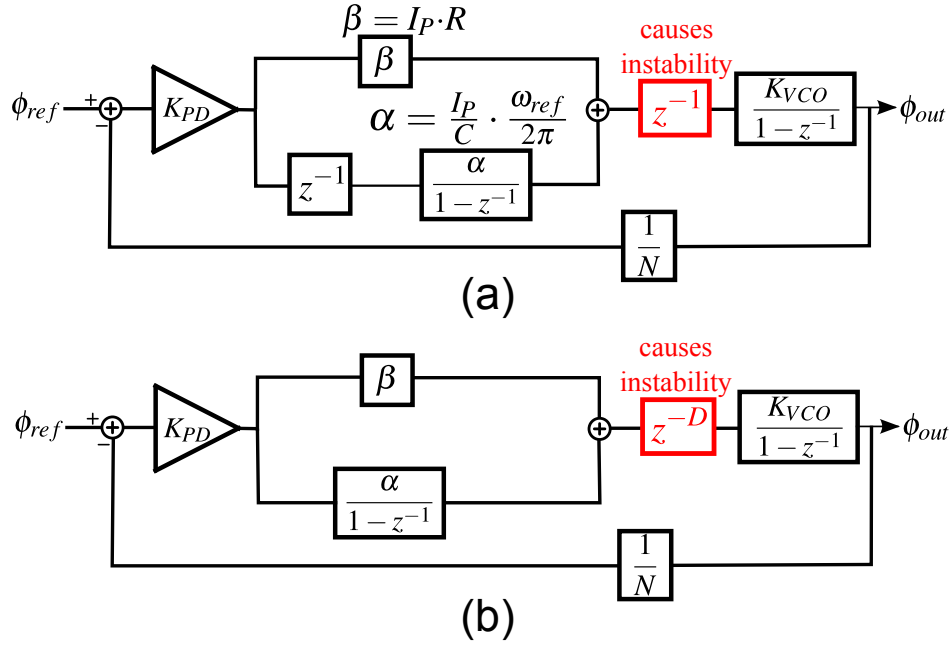 β = I_P·R
causes
instability
ϕ_ref
+
−
K_PD
β
α = I_P/C · ω_ref/2π
+
z⁻¹
K_VCO/1 − z⁻¹
ϕ_out
z⁻¹
α/1 − z⁻¹
1/N
(a)
causes
instability
ϕ_ref
+
−
K_PD
β
+
z⁻ᴰ
K_VCO/1 − z⁻¹
ϕ_out
α/1 − z⁻¹
1/N
(b)